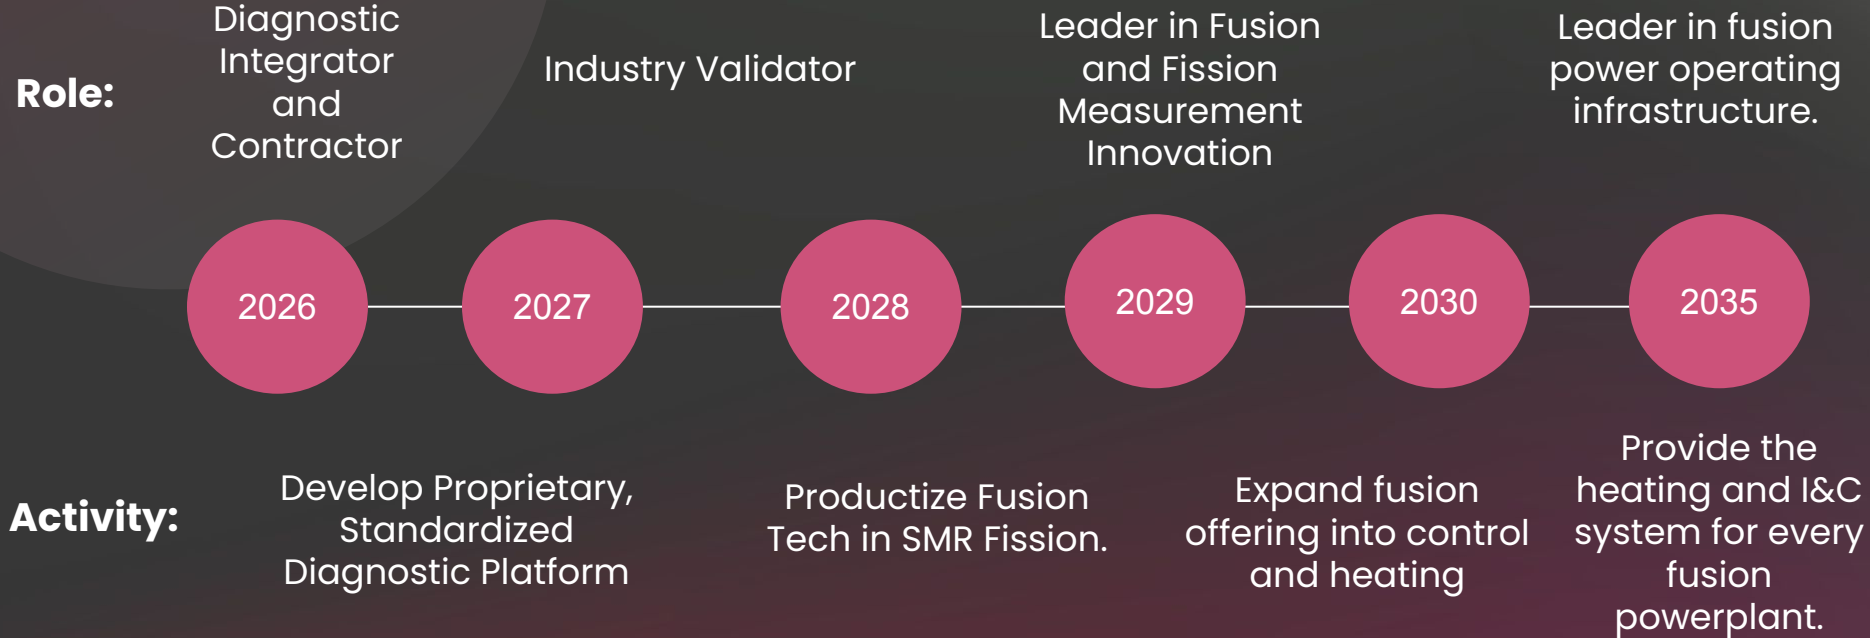 Role:
Diagnostic
Integrator
and
Contractor
Industry Validator
Leader in Fusion
and Fission
Measurement
Innovation
Leader in fusion
power operating
infrastructure.
2026
2027
2028
2029
2030
2035
Activity:
Develop Proprietary,
Standardized
Diagnostic Platform
Productize Fusion
Tech in SMR Fission.
Expand fusion
offering into control
and heating
Provide the
heating and I&C
system for every
fusion
powerplant.